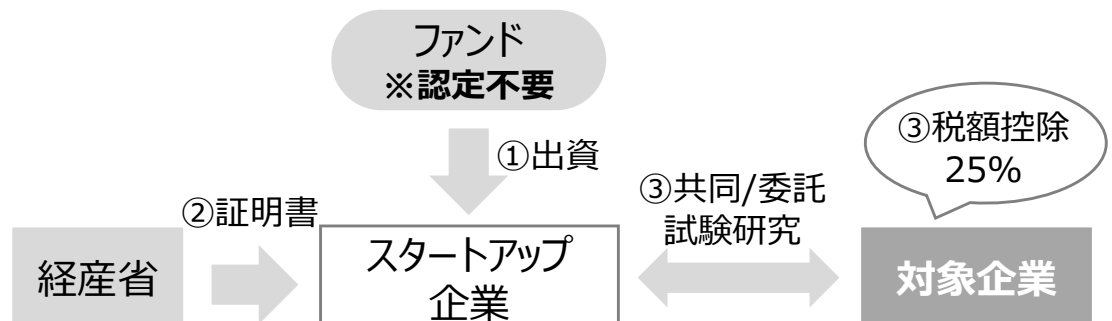 ファンド
※認定不要
①出資
③税額控除
25%
②証明書
③共同/委託
試験研究
経産省
スタートアップ
企業
対象企業